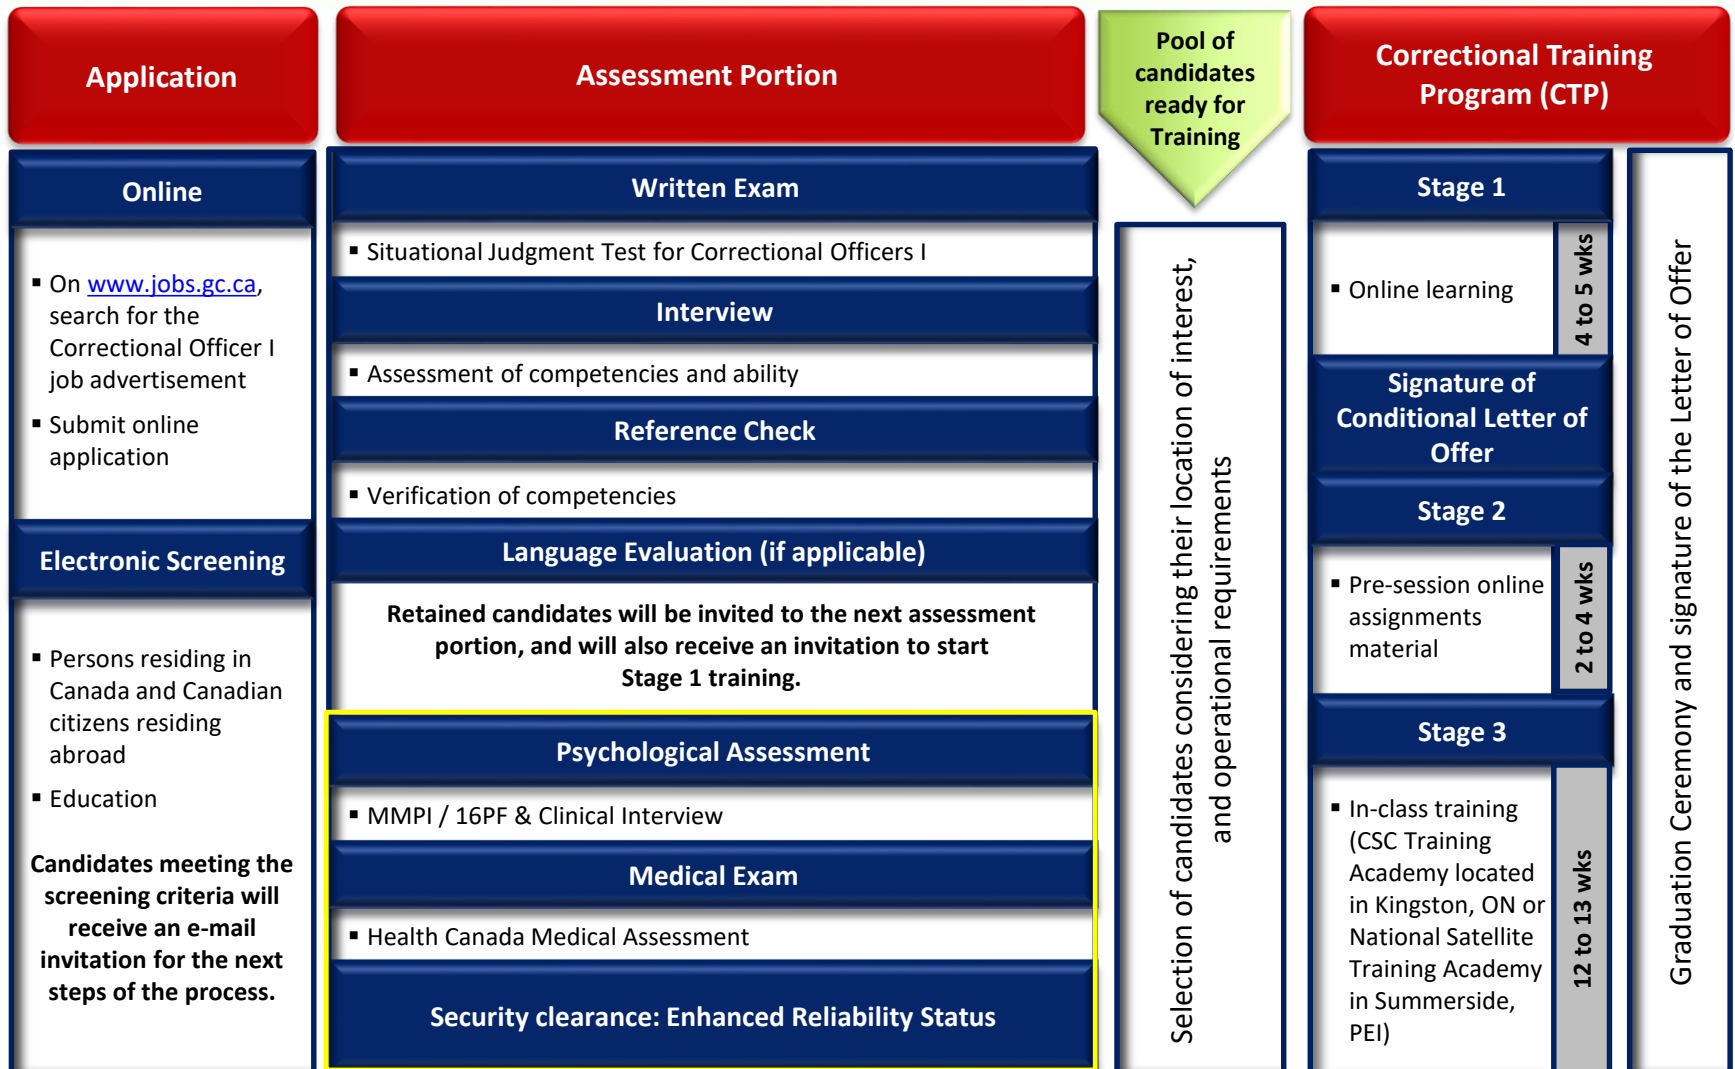 Application
Online
▪ On www.jobs.gc.ca,
search for the
Correctional Officer I
job advertisement
▪ Submit online
application
Electronic Screening
▪ Persons residing in
Canada and Canadian
citizens residing
abroad
▪ Education
Candidates meeting the
screening criteria will
receive an e-mail
invitation for the next
steps of the process.
Assessment Portion
Written Exam
▪ Situational Judgment Test for Correctional Officers I
Interview
▪ Assessment of competencies and ability
Reference Check
▪ Verification of competencies
Language Evaluation (if applicable)
Retained candidates will be invited to the next assessment
portion, and will also receive an invitation to start
Stage 1 training.
Psychological Assessment
▪ MMPI / 16PF & Clinical Interview
Medical Exam
▪ Health Canada Medical Assessment
Security clearance: Enhanced Reliability Status
Pool of
candidates
ready for
Training
Selection of candidates considering their location of interest,
and operational requirements
Correctional Training
Program (CTP)
Stage 1
▪ Online learning
4 to 5 wks
Signature of
Conditional Letter of
Offer
Stage 2
▪ Pre-session online
assignments
material
2 to 4 wks
Stage 3
▪ In-class training
(CSC Training
Academy located
in Kingston, ON or
National Satellite
Training Academy
in Summerside,
PEI)
12 to 13 wks
Graduation Ceremony and signature of the Letter of Offer